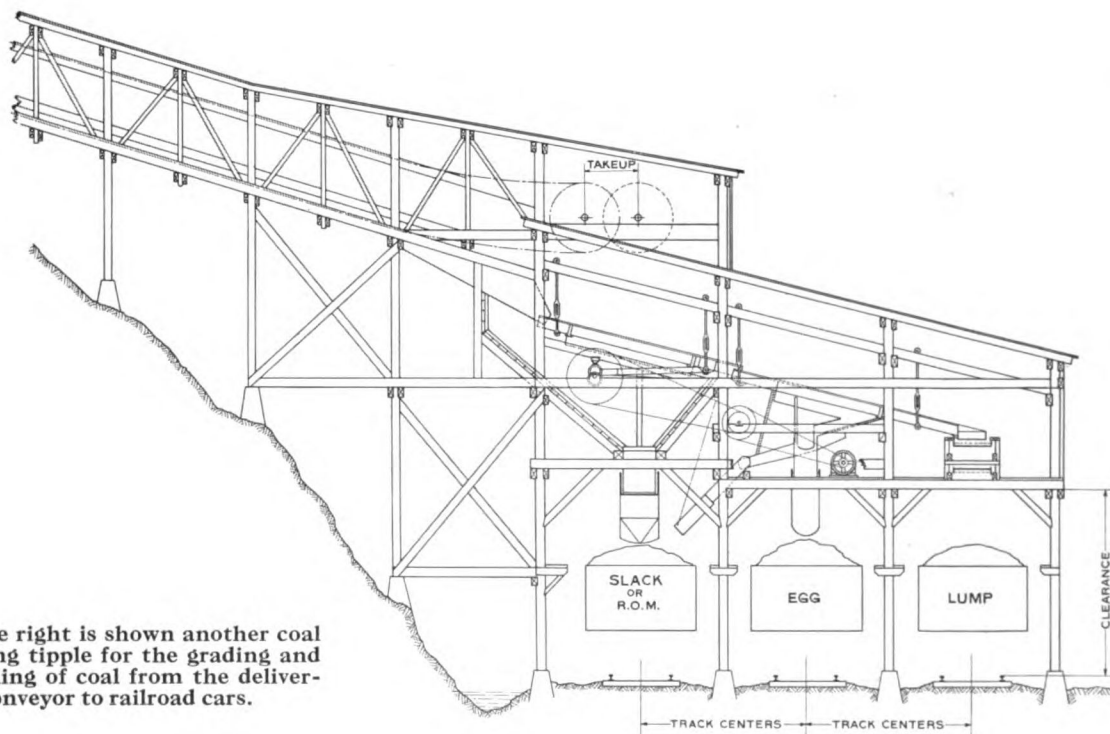 TAKEUP
SLACK
OR
R.O.M.
EGG
LUMP
CLEARANCE
e right is shown another coal
ng tipple for the grading and
ing of coal from the deliver-
onveyor to railroad cars.
TRACK CENTERS
TRACK CENTERS